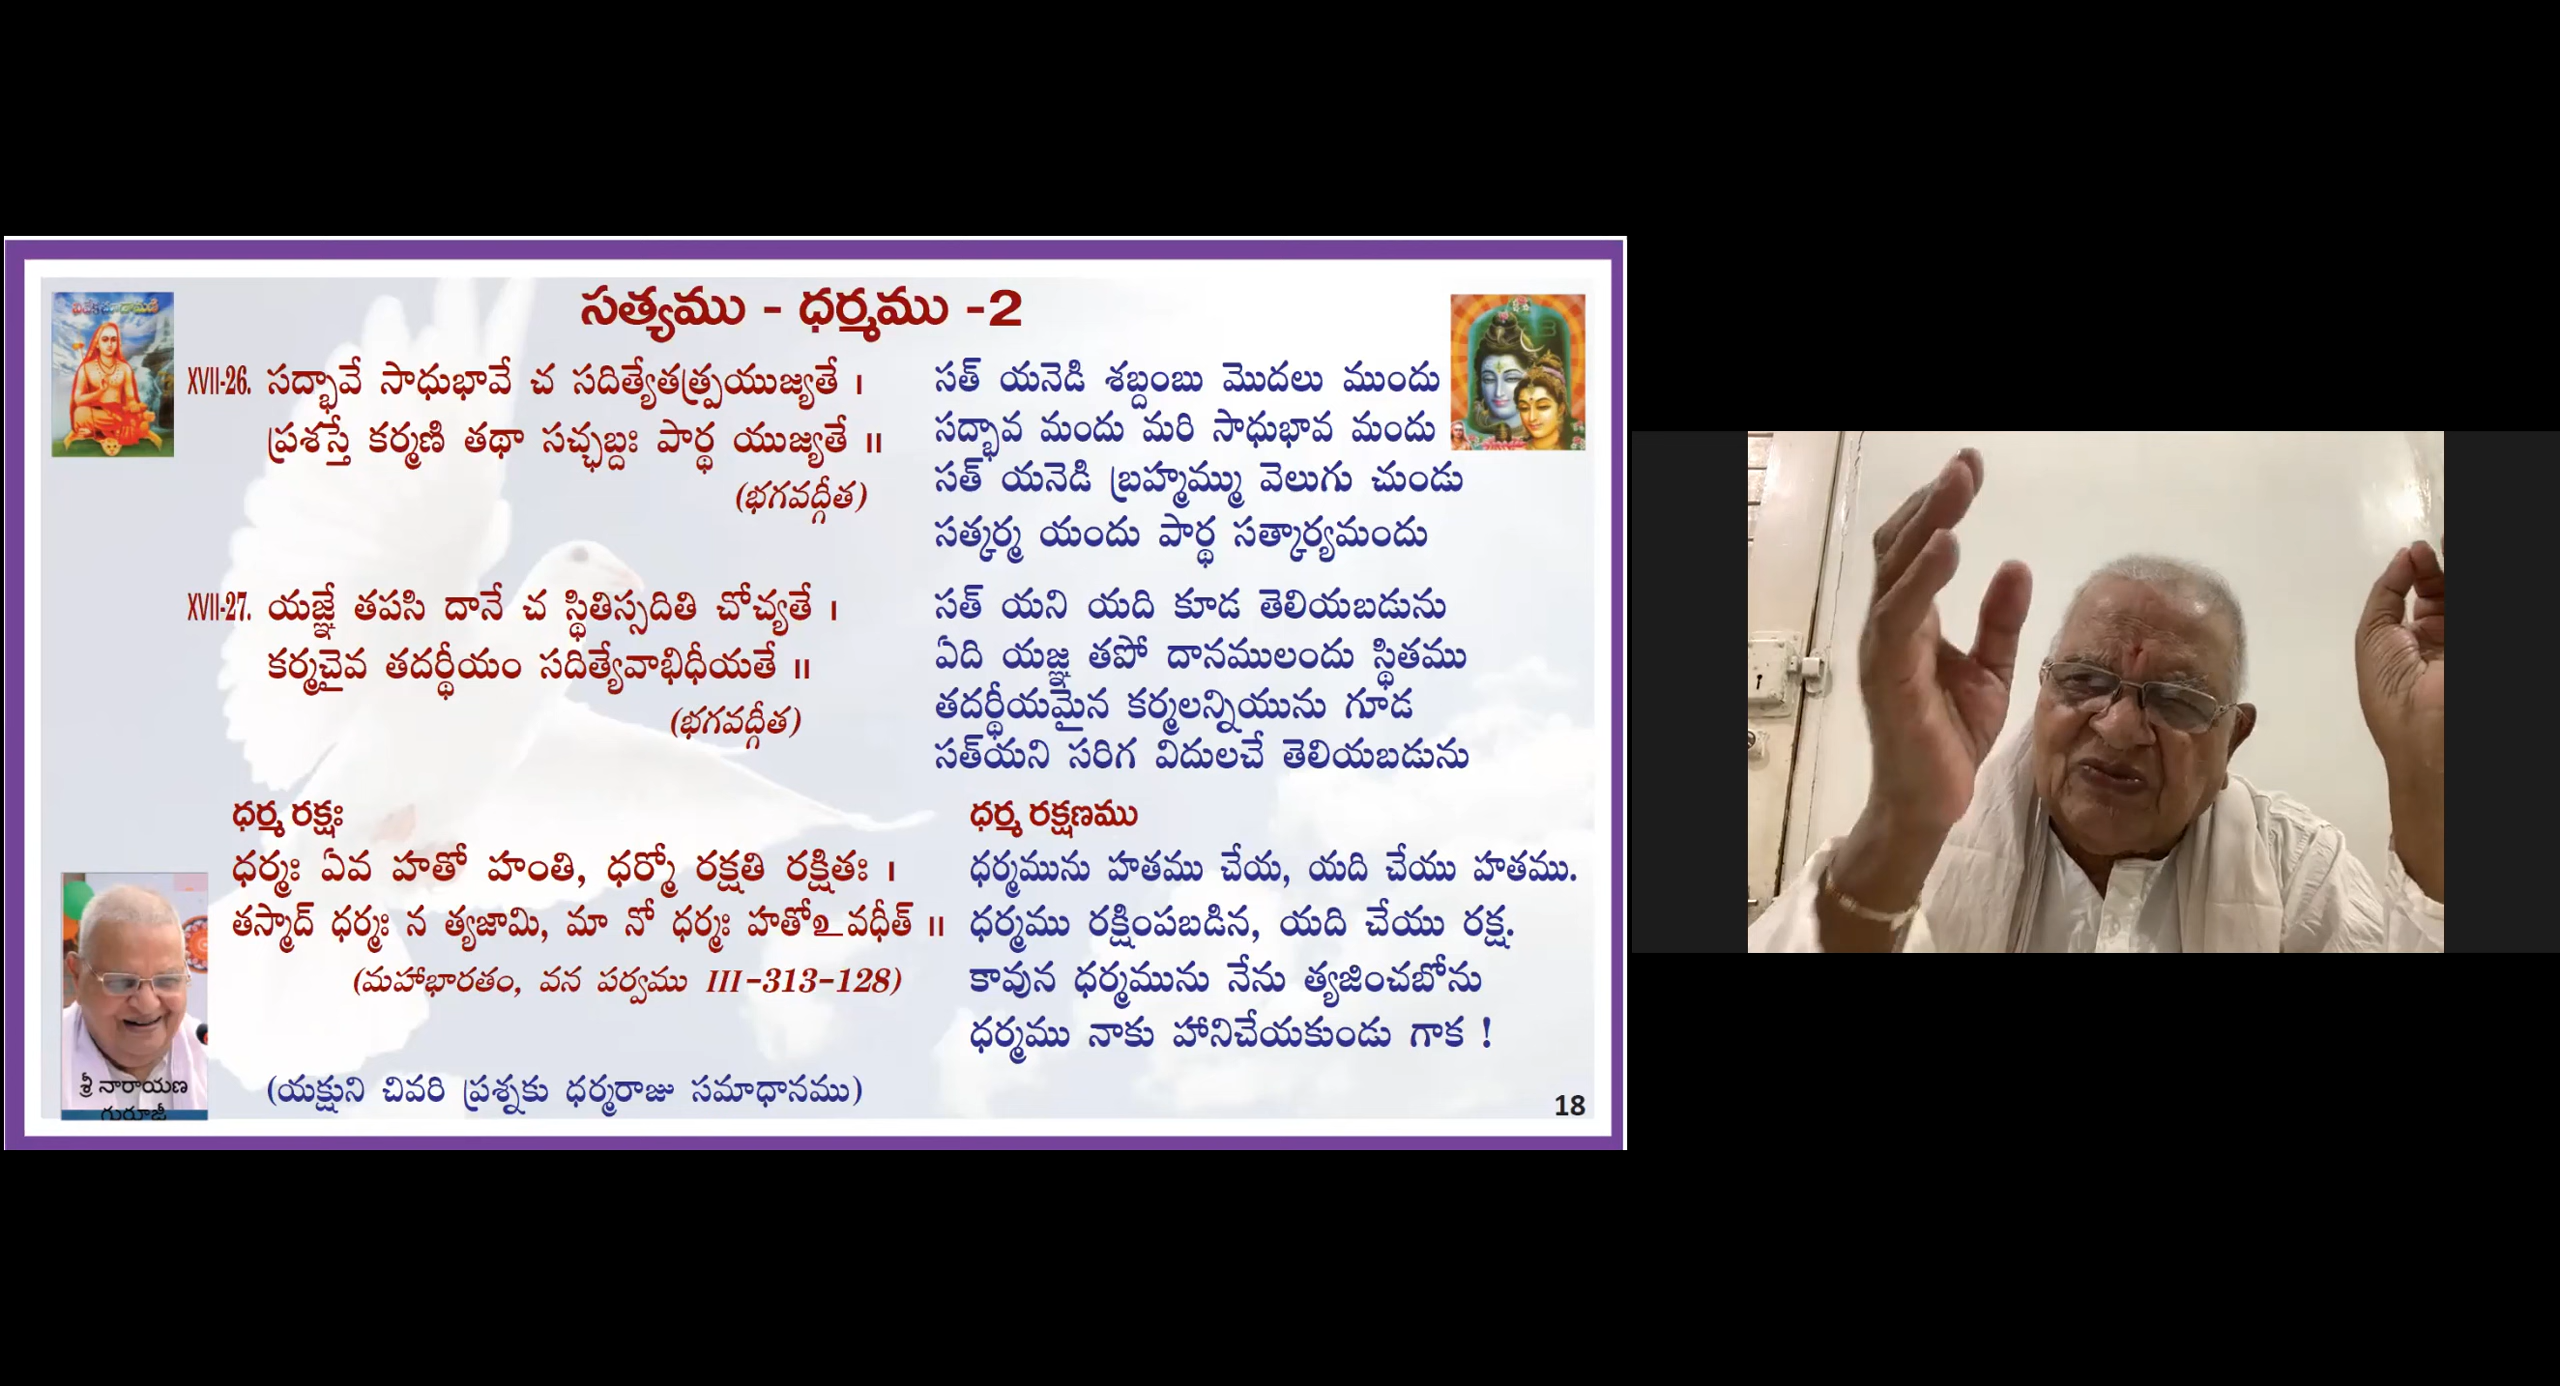 సత్యము - ధర్మము -2
XVII-26. సద్భావే సాధుభావే చ సదిత్యేతత్ప్రయుజ్యతే ।
ప్రశస్తే కర్మణి తథా సచ్ఛబ్దః పార్థ యుజ్యతే ॥
(భగవద్గీత)
సత్ యనెడి శబ్దంబు మొదలు ముందు
సద్భావ మందు మరి సాధుభావ మందు
సత్ యనెడి బ్రహ్మమ్ము వెలుగు చుండు
సత్కర్మ యందు పార్థ సత్కార్యమందు
XVII-27. యజ్ఞే తపసి దానే చ స్థితిస్సదితి చోచ్యతే ।
కర్మచైవ తదర్థీయం సదిత్యేవాభిధీయతే ॥
(భగవద్గీత)
సత్ యని యది కూడ తెలియబడును
ఏది యజ్ఞ తపో దానములందు స్థితము
తదర్థీయమైన కర్మలన్నియును గూడ
సత్‌యని సరిగ విదులచే తెలియబడును
ధర్మ రక్షః
ధర్మః ఏవ హతో హంతి, ధర్మో రక్షతి రక్షితః ।
తస్మాద్ ధర్మః న త్యజామి, మా నో ధర్మః హతోఽవధీత్ ॥
(మహాభారతం, వన పర్వము III-313-128)
ధర్మ రక్షణము
ధర్మమును హతము చేయ, యది చేయు హతము.
ధర్మము రక్షింపబడిన, యది చేయు రక్ష.
కావున ధర్మమును నేను త్యజించబోను
ధర్మము నాకు హానిచేయకుండు గాక !
శ్రీ నారాయణ
గురూజీ
(యక్షుని చివరి ప్రశ్నకు ధర్మరాజు సమాధానము)
18